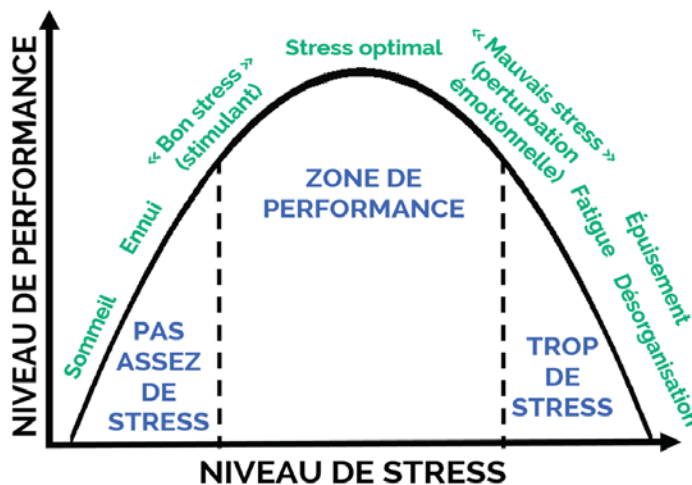 NIVEAU DE PERFORMANCE
Sommeil
Ennui
« Bon stress »
(stimulant)
Stress optimal
« Mauvais stress »
(perturbation
émotionnelle)
Fatigue
Épuisement
Désorganisation
ZONE DE
PERFORMANCE
PAS
ASSEZ
DE
STRESS
TROP
DE
STRESS
NIVEAU DE STRESS